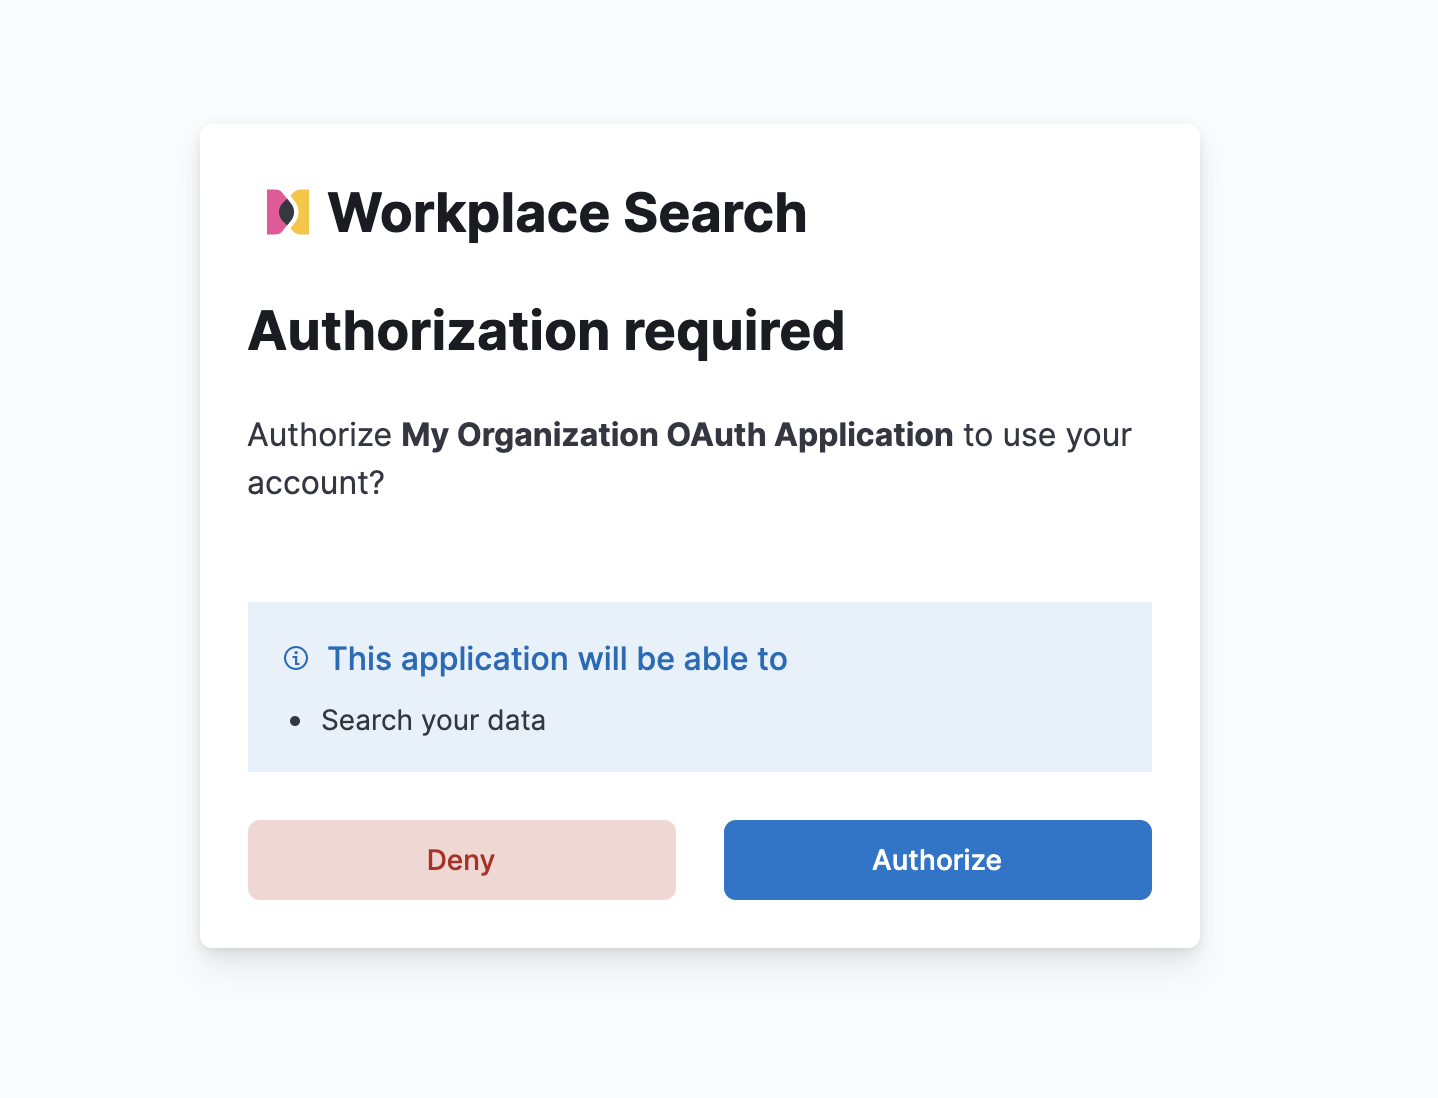 Workplace Search
Authorization required
Authorize My Organization OAuth Application to use your
account?
This application will be able to
• Search your data
Deny
Authorize